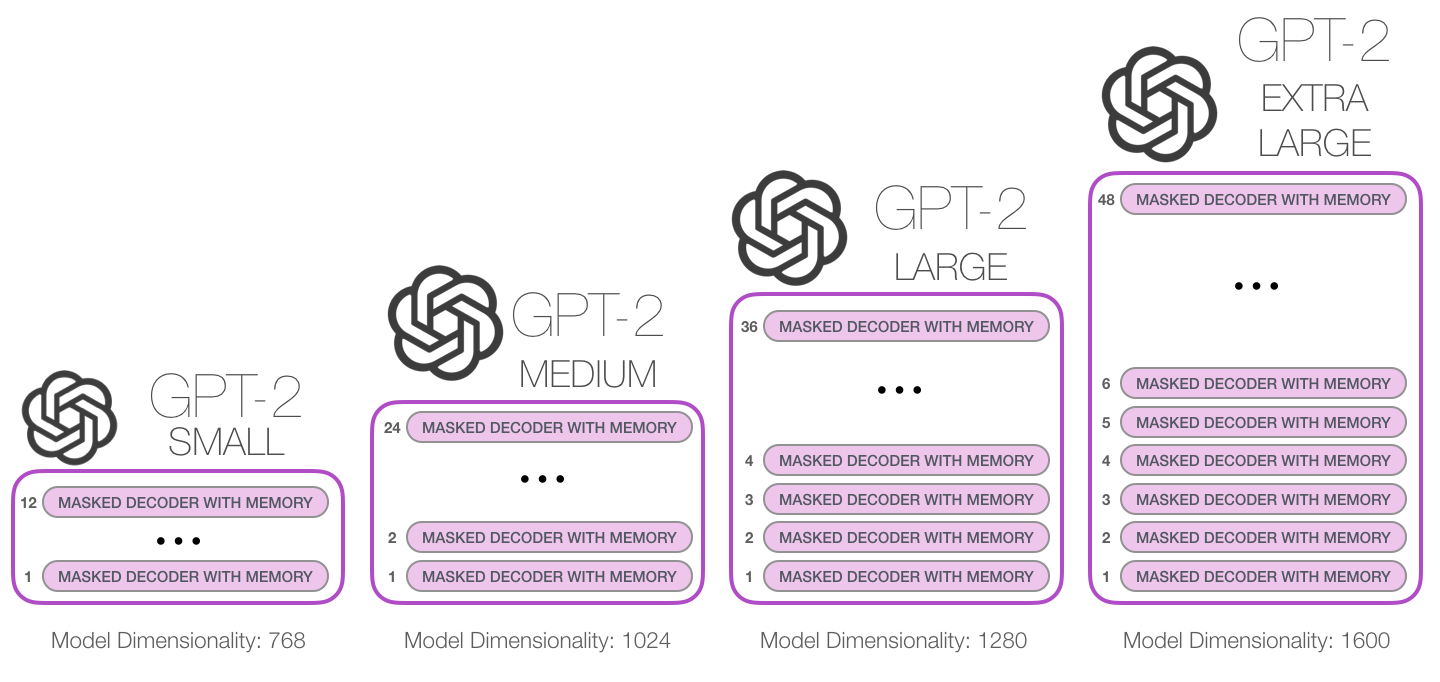 GPT-2
SMALL
12 MASKED DECODER WITH MEMORY
...
1 MASKED DECODER WITH MEMORY
Model Dimensionality: 768
GPT-2
MEDIUM
24 MASKED DECODER WITH MEMORY
...
2 MASKED DECODER WITH MEMORY
1 MASKED DECODER WITH MEMORY
Model Dimensionality: 1024
GPT-2
LARGE
36 MASKED DECODER WITH MEMORY
...
4 MASKED DECODER WITH MEMORY
3 MASKED DECODER WITH MEMORY
2 MASKED DECODER WITH MEMORY
1 MASKED DECODER WITH MEMORY
Model Dimensionality: 1280
GPT-2
EXTRA
LARGE
48 MASKED DECODER WITH MEMORY
...
6 MASKED DECODER WITH MEMORY
5 MASKED DECODER WITH MEMORY
4 MASKED DECODER WITH MEMORY
3 MASKED DECODER WITH MEMORY
2 MASKED DECODER WITH MEMORY
1 MASKED DECODER WITH MEMORY
Model Dimensionality: 1600